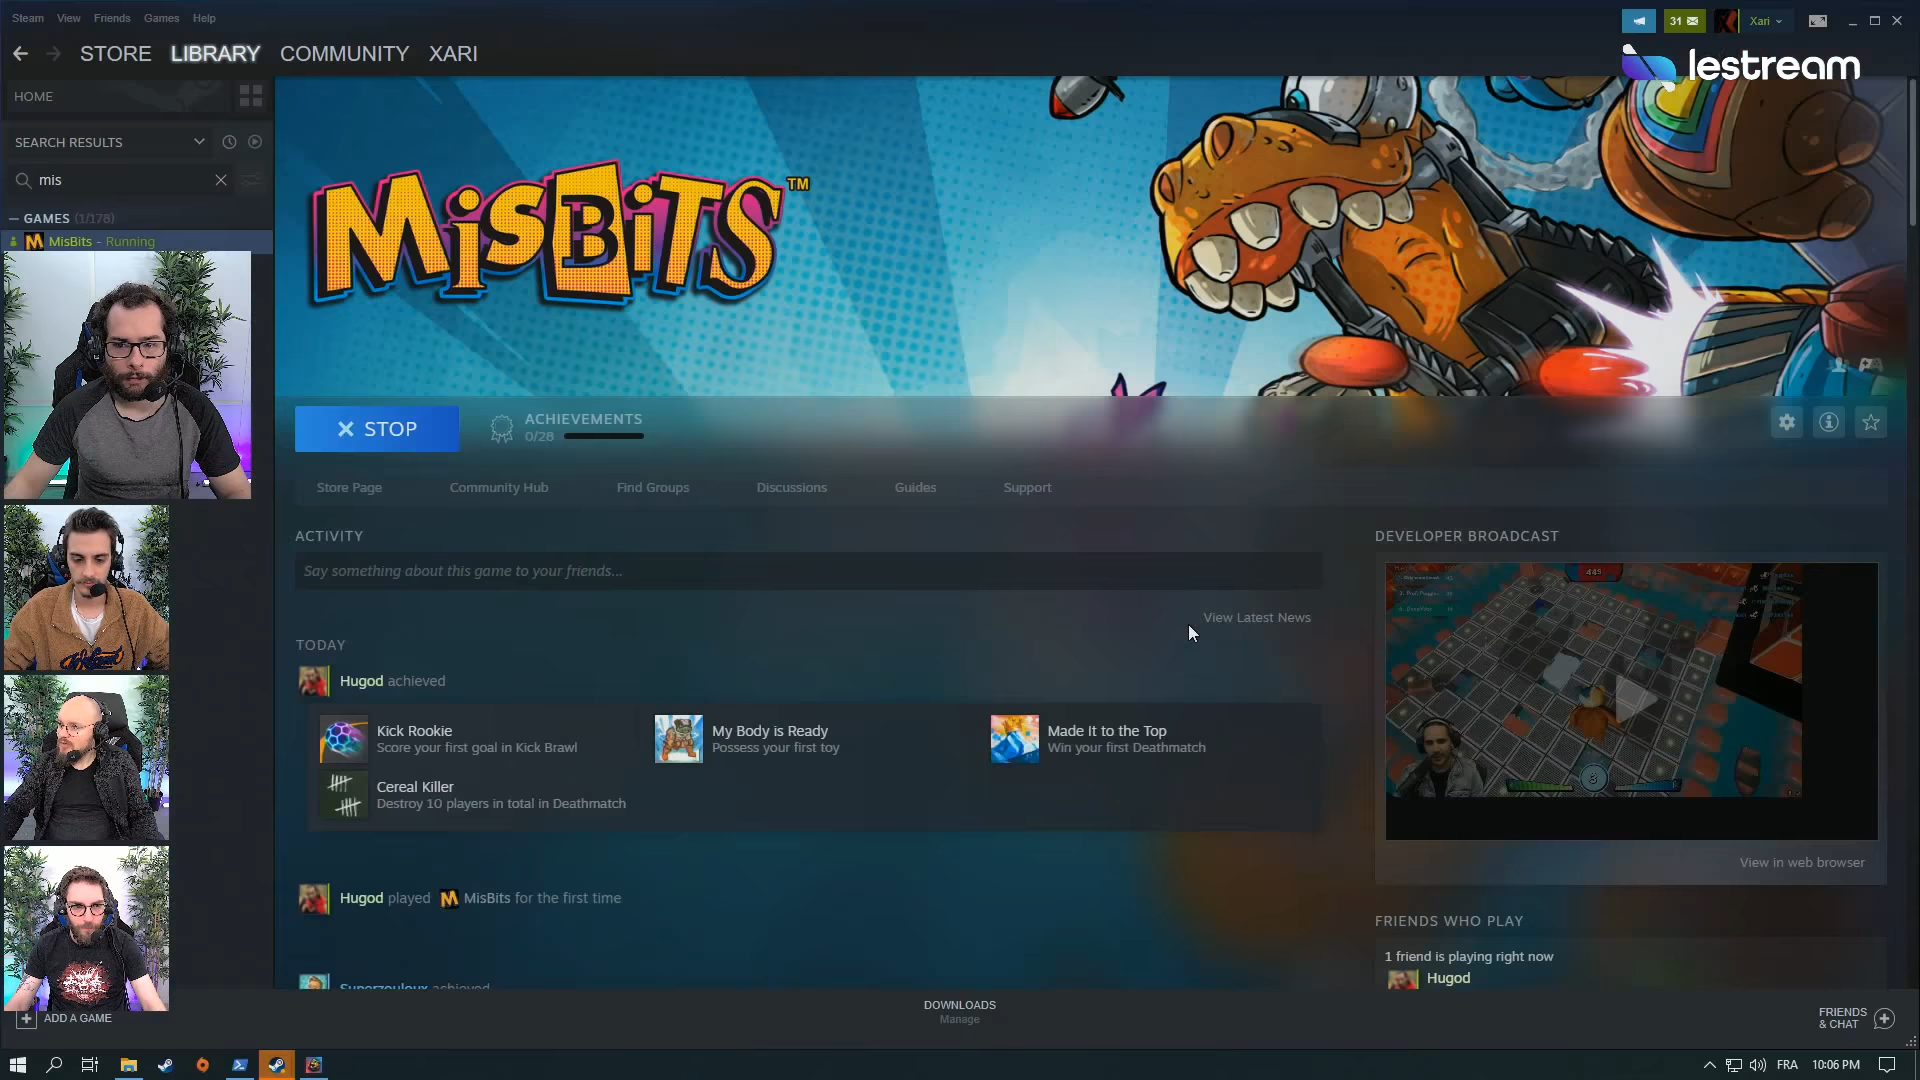 Steam View Friends Games Help
31 Xari
STORE LIBRARY COMMUNITY XARI
lestream
HOME
SEARCH RESULTS
mis
GAMES (1/178)
MisBits - Running
MisBits™
STOP
ACHIEVEMENTS
0/28
Store Page Community Hub Find Groups Discussions Guides Support
ACTIVITY
Say something about this game to your friends...
View Latest News
TODAY
Hugod achieved
Kick Rookie
Score your first goal in Kick Brawl
My Body is Ready
Possess your first toy
Made It to the Top
Win your first Deathmatch
Cereal Killer
Destroy 10 players in total in Deathmatch
Hugod played MisBits for the first time
Superzouloux achieved
DEVELOPER BROADCAST
445
8
View in web browser
FRIENDS WHO PLAY
1 friend is playing right now
Hugod
ADD A GAME
DOWNLOADS
Manage
FRIENDS
& CHAT
FRA 10:06 PM